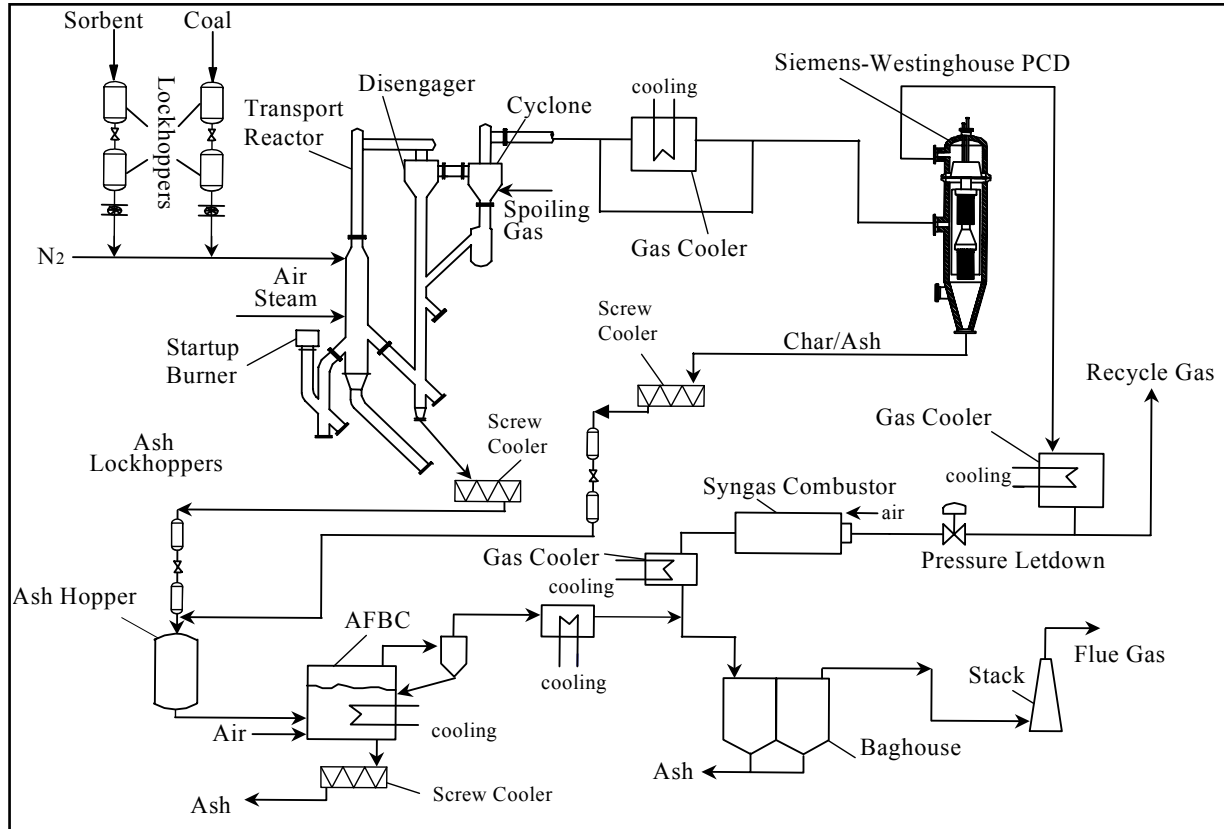 Sorbent
Coal
Lockhoppers
Transport
Reactor
Disengager
Cyclone
cooling
Siemens-Westinghouse PCD
Spoiling
Gas
Gas Cooler
N2
Air
Steam
Startup
Burner
Screw
Cooler
Char/Ash
Recycle Gas
Gas Cooler
cooling
Ash
Lockhoppers
Screw
Cooler
Syngas Combustor
air
Pressure Letdown
Gas Cooler
cooling
Ash Hopper
AFBC
cooling
Flue Gas
Stack
Air
cooling
Baghouse
Ash
Screw Cooler
Ash